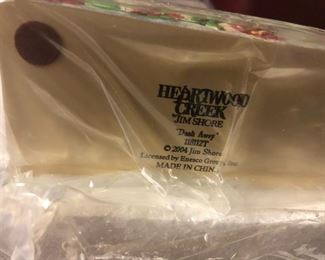 HEARTWOOD
CREEK
JIM SHORE
"Dash Away"
© 2004 Jim Shore
Licensed by Enesco Group, Inc.
MADE IN CHINA